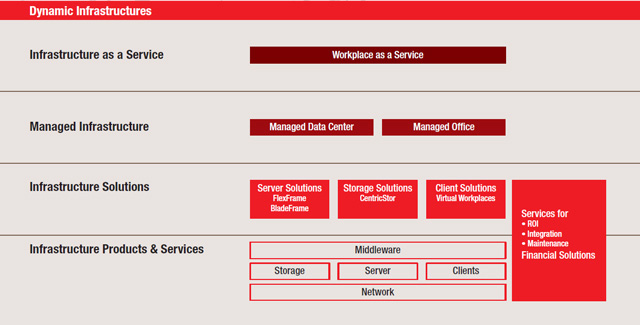 Dynamic Infrastructures
Infrastructure as a Service
Workplace as a Service
Managed Infrastructure
Managed Data Center
Managed Office
Infrastructure Solutions
Server Solutions
FlexFrame
BladeFrame
Storage Solutions
CentricStor
Client Solutions
Virtual Workplaces
Services for
• ROI
• Integration
• Maintenance
Financial Solutions
Infrastructure Products & Services
Middleware
Storage
Server
Clients
Network